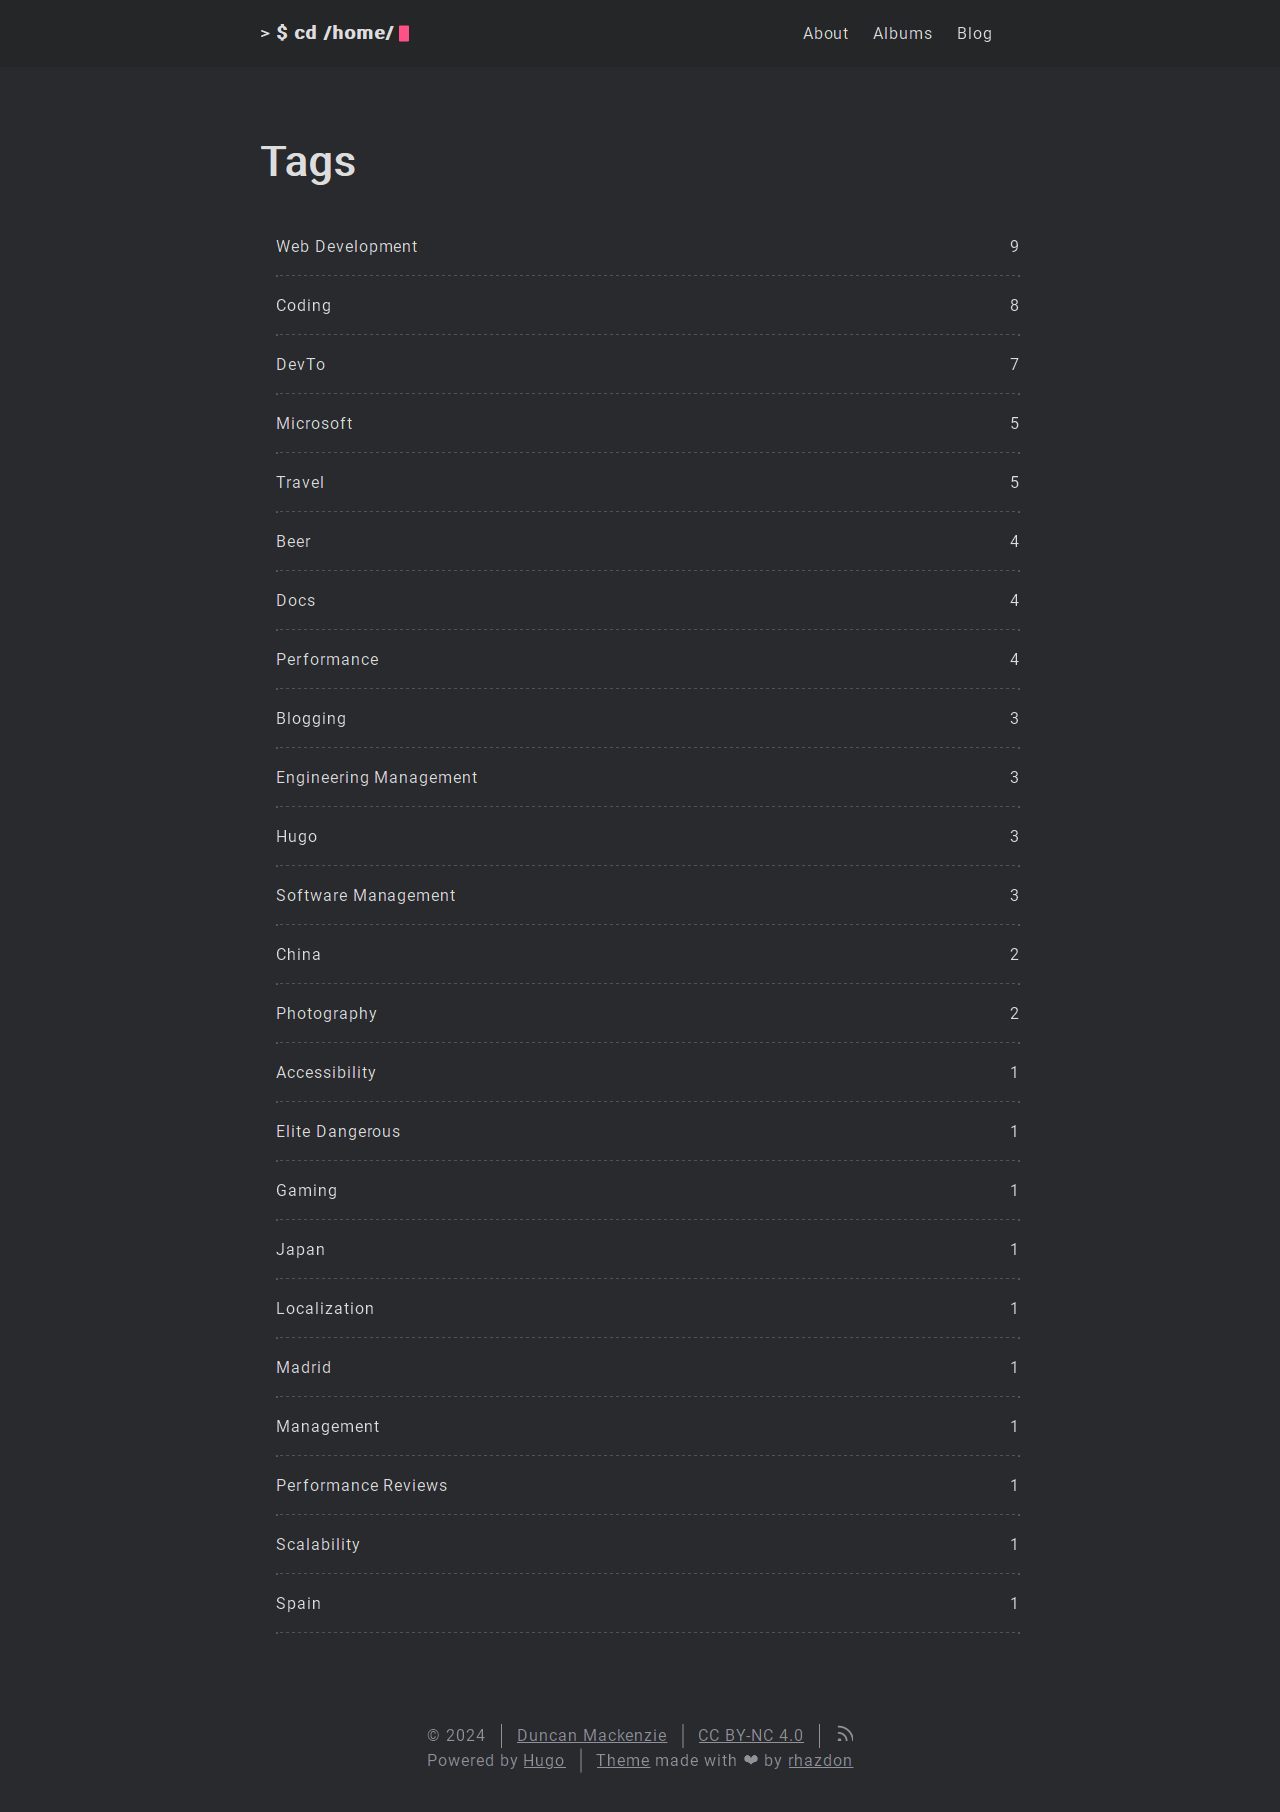 > $ cd /home/
About Albums Blog
Tags
Web Development 9
Coding 8
DevTo 7
Microsoft 5
Travel 5
Beer 4
Docs 4
Performance 4
Blogging 3
Engineering Management 3
Hugo 3
Software Management 3
China 2
Photography 2
Accessibility 1
Elite Dangerous 1
Gaming 1
Japan 1
Localization 1
Madrid 1
Management 1
Performance Reviews 1
Scalability 1
Spain 1
© 2024 Duncan Mackenzie CC BY-NC 4.0
Powered by Hugo Theme made with ❤ by rhazdon